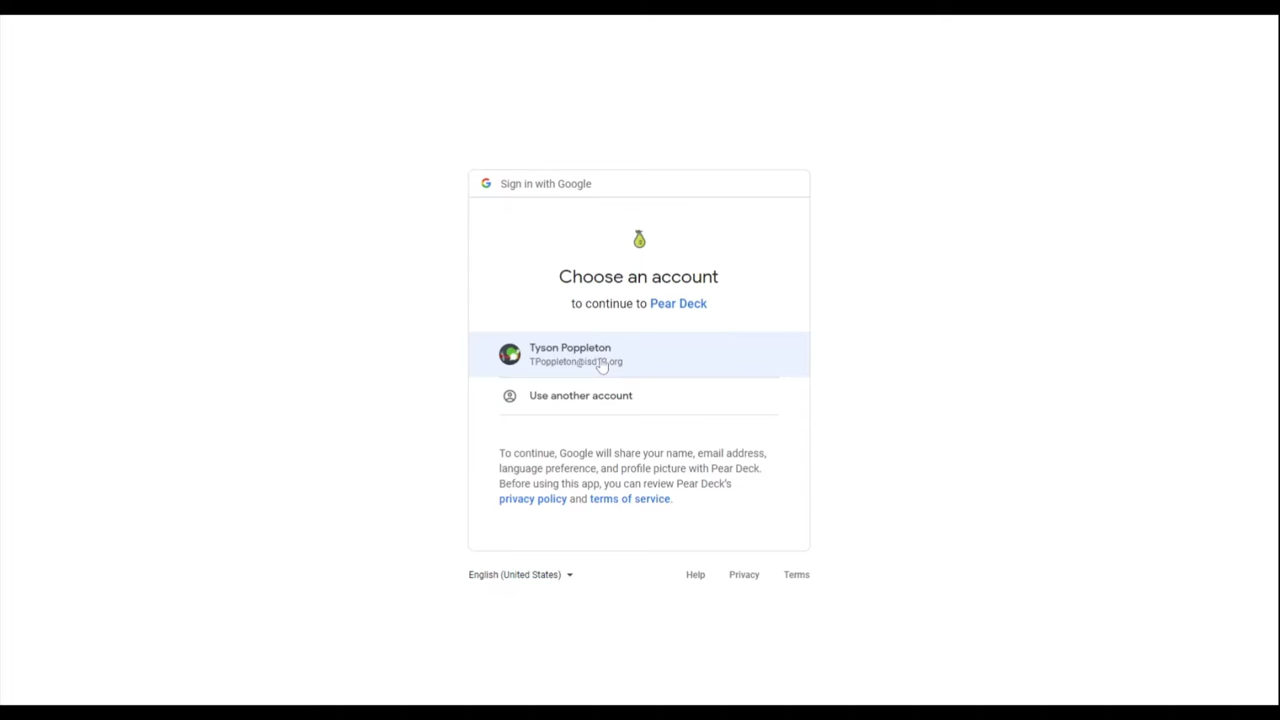 Sign in with Google
Choose an account
to continue to Pear Deck
Tyson Poppleton
Use another account
To continue, Google will share your name, email address,
language preference, and profile picture with Pear Deck.
Before using this app, you can review Pear Deck's
privacy policy and terms of service.
English (United States)
Help Privacy Terms